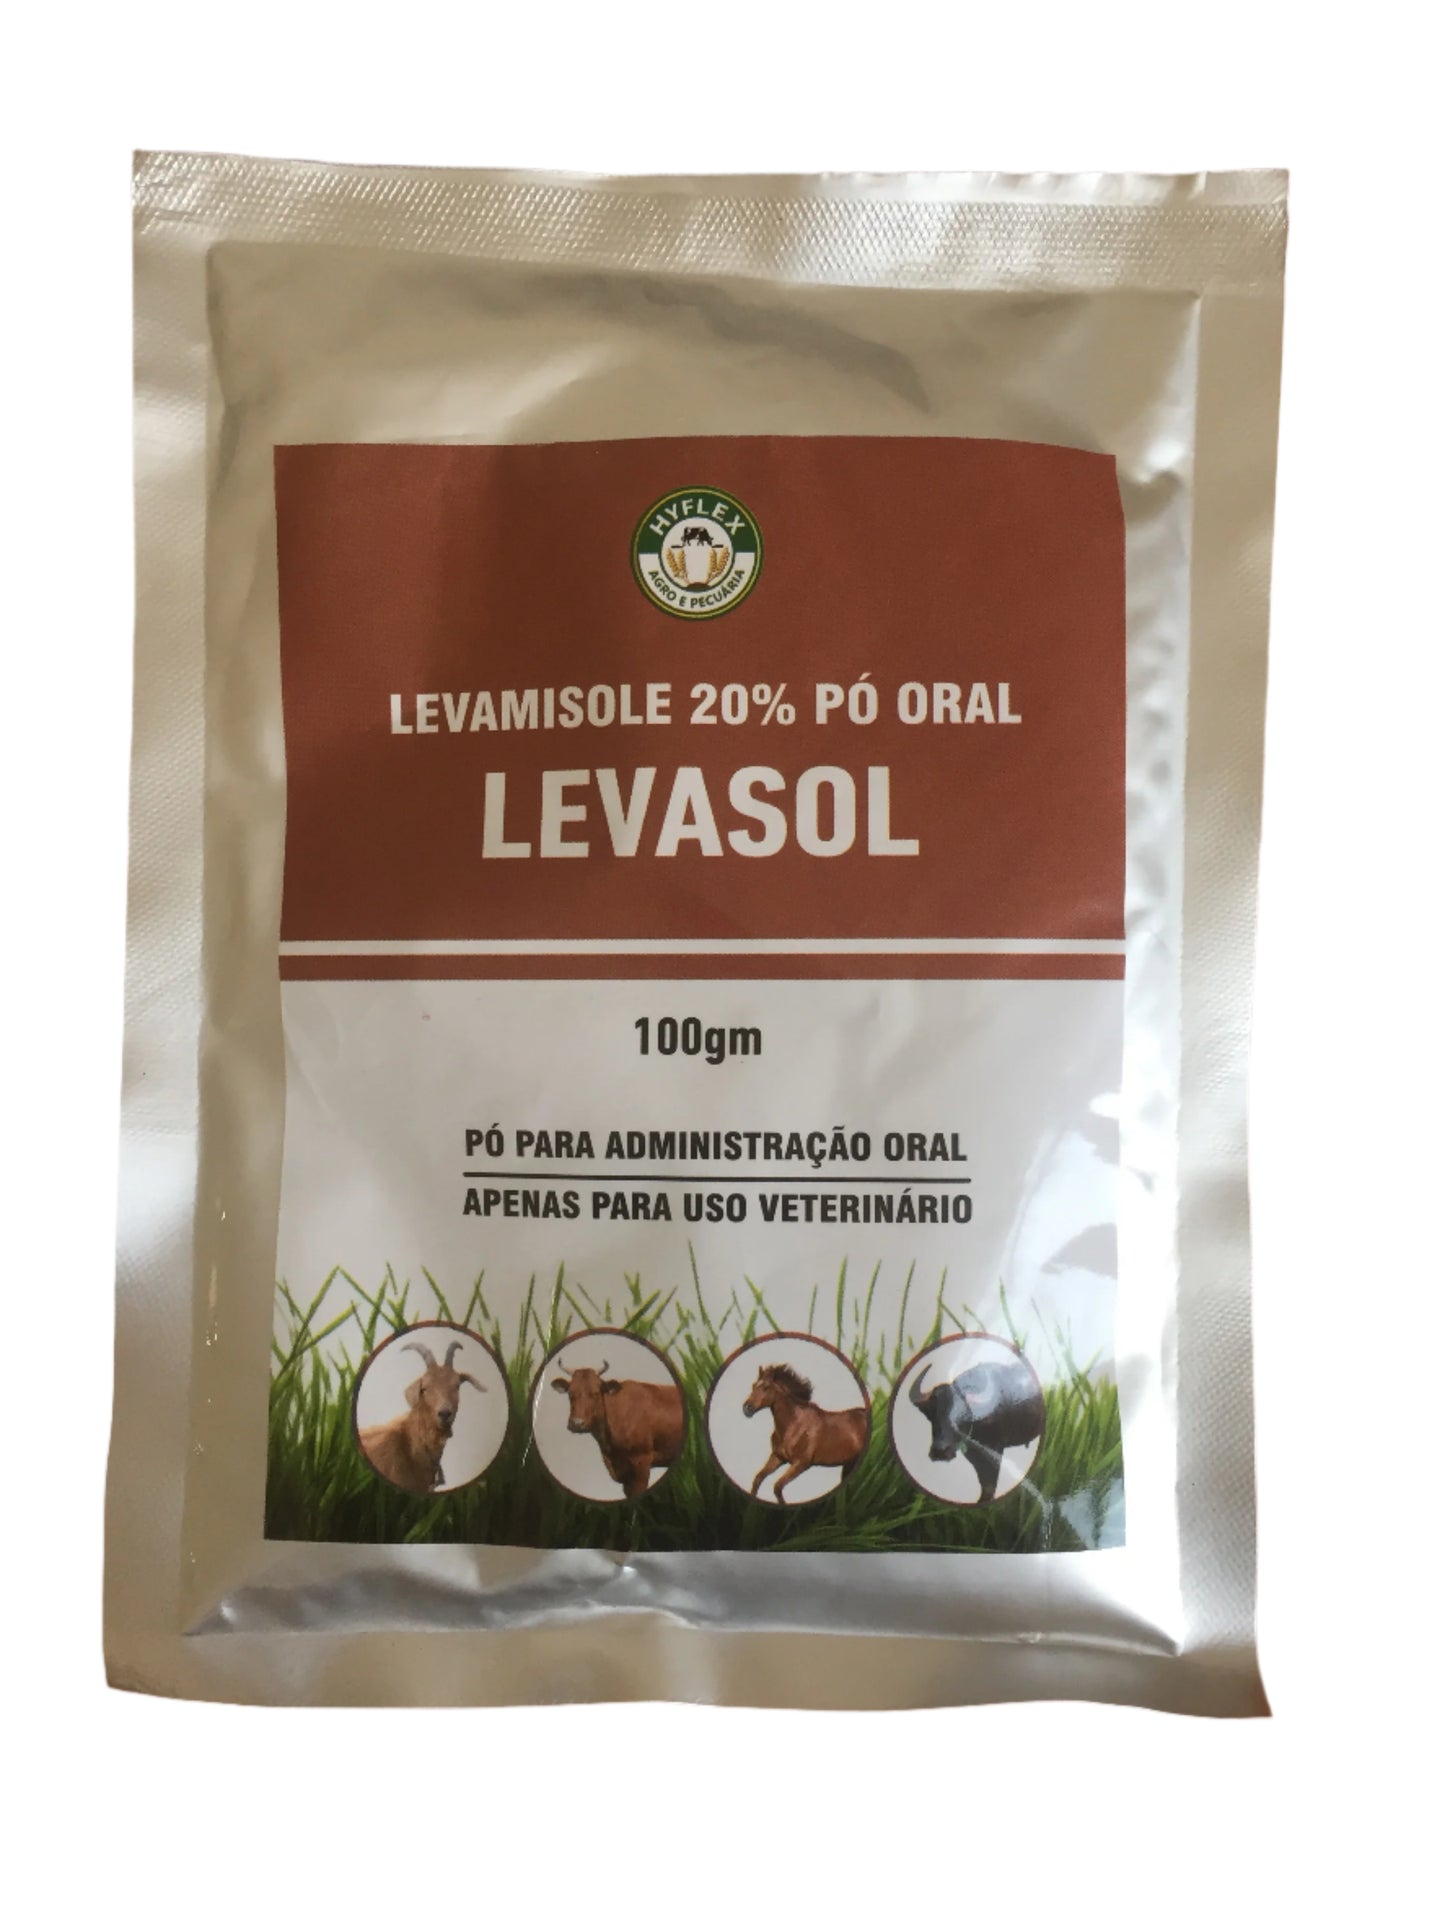 HYFLEX
AGRO E PECUÁRIA
LEVAMISOLE 20% PÓ ORAL
LEVASOL
100gm
PÓ PARA ADMINISTRAÇÃO ORAL
APENAS PARA USO VETERINÁRIO